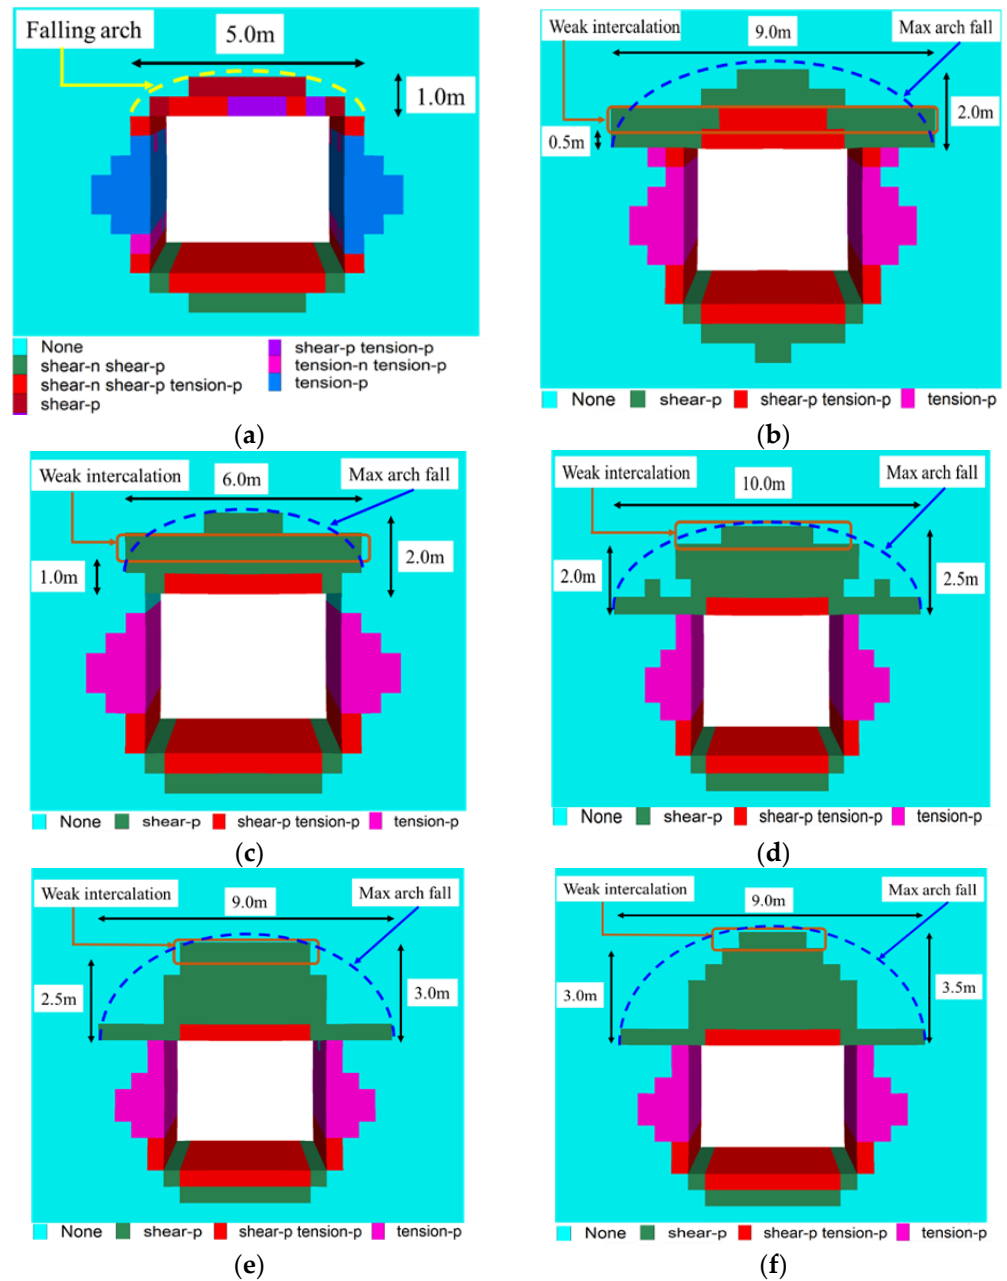 Falling arch
5.0m
1.0m
None
shear-n shear-p
shear-n shear-p tension-p
shear-p
shear-p tension-p
tension-n tension-p
tension-p
(a)
Weak intercalation
9.0m
Max arch fall
2.0m
0.5m
None shear-p shear-p tension-p tension-p
(b)
Weak intercalation
6.0m
Max arch fall
1.0m
2.0m
None shear-p shear-p tension-p tension-p
(c)
Weak intercalation
10.0m
Max arch fall
2.0m
2.5m
None shear-p shear-p tension-p tension-p
(d)
Weak intercalation
9.0m
Max arch fall
2.5m
3.0m
None shear-p shear-p tension-p tension-p
(e)
Weak intercalation
9.0m
Max arch fall
3.0m
3.5m
None shear-p shear-p tension-p tension-p
(f)